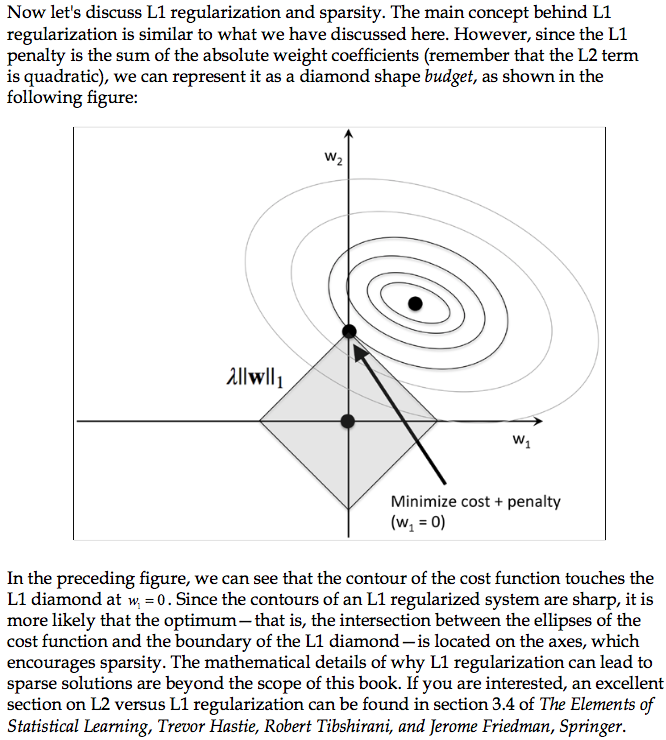 Now let's discuss L1 regularization and sparsity. The main concept behind L1
regularization is similar to what we have discussed here. However, since the L1
penalty is the sum of the absolute weight coefficients (remember that the L2 term
is quadratic), we can represent it as a diamond shape budget, as shown in the
following figure:
w₂
λ||w||₁
w₁
Minimize cost + penalty
(w₁ = 0)
In the preceding figure, we can see that the contour of the cost function touches the
L1 diamond at w₁ = 0. Since the contours of an L1 regularized system are sharp, it is
more likely that the optimum—that is, the intersection between the ellipses of the
cost function and the boundary of the L1 diamond—is located on the axes, which
encourages sparsity. The mathematical details of why L1 regularization can lead to
sparse solutions are beyond the scope of this book. If you are interested, an excellent
section on L2 versus L1 regularization can be found in section 3.4 of The Elements of
Statistical Learning, Trevor Hastie, Robert Tibshirani, and Jerome Friedman, Springer.